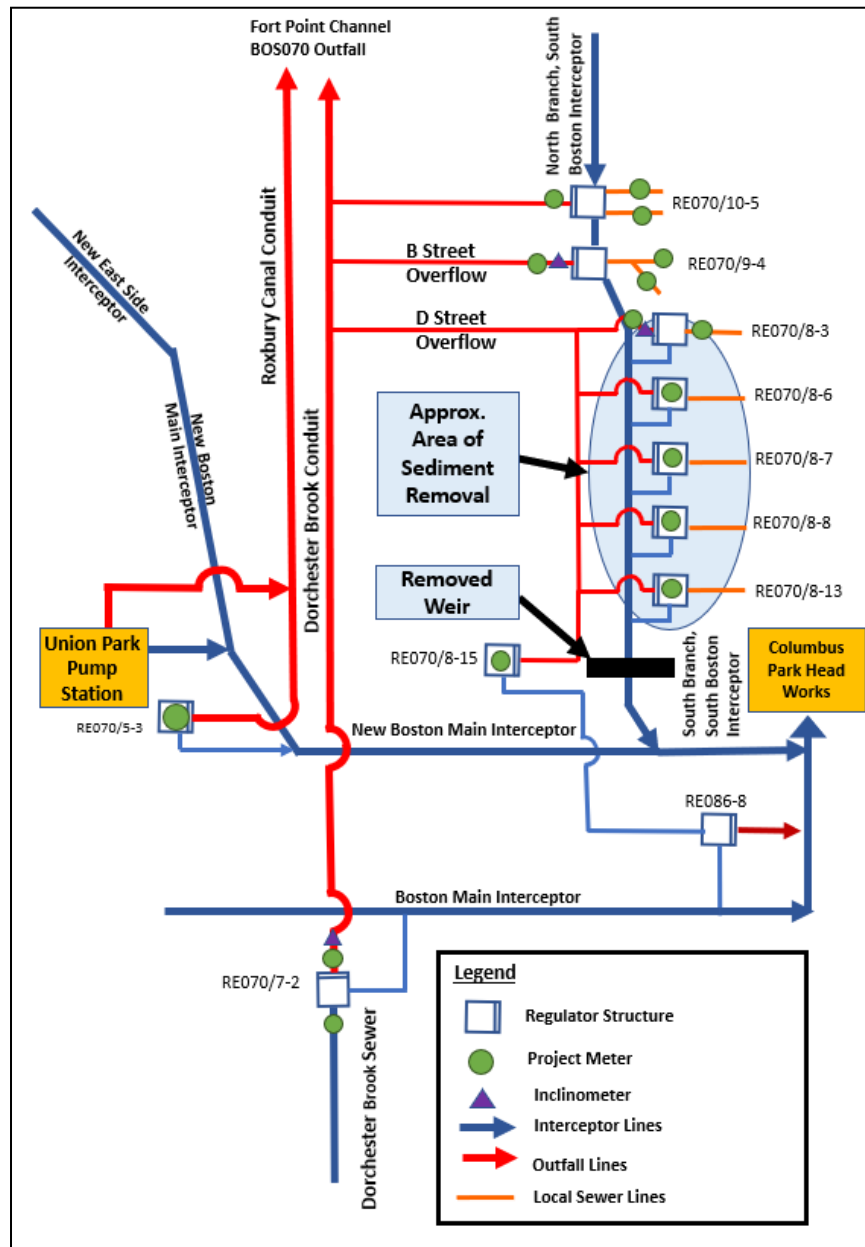 Fort Point Channel
BOS070 Outfall
North Branch, South
Boston Interceptor
RE070/10-5
New East Side
Interceptor
B Street
Overflow
RE070/9-4
Roxbury Canal Conduit
D Street
Overflow
RE070/8-3
New Boston
Main Interceptor
Dorchester Brook Conduit
Approx.
Area of
Sediment
Removal
RE070/8-6
RE070/8-7
RE070/8-8
Removed
Weir
RE070/8-13
Union Park
Pump
Station
RE070/8-15
South Branch,
South Boston
Interceptor
Columbus
Park Head
Works
RE070/5-3
New Boston Main Interceptor
RE086-8
Boston Main Interceptor
RE070/7-2
Dorchester Brook Sewer
Legend
Regulator Structure
Project Meter
Inclinometer
Interceptor Lines
Outfall Lines
Local Sewer Lines